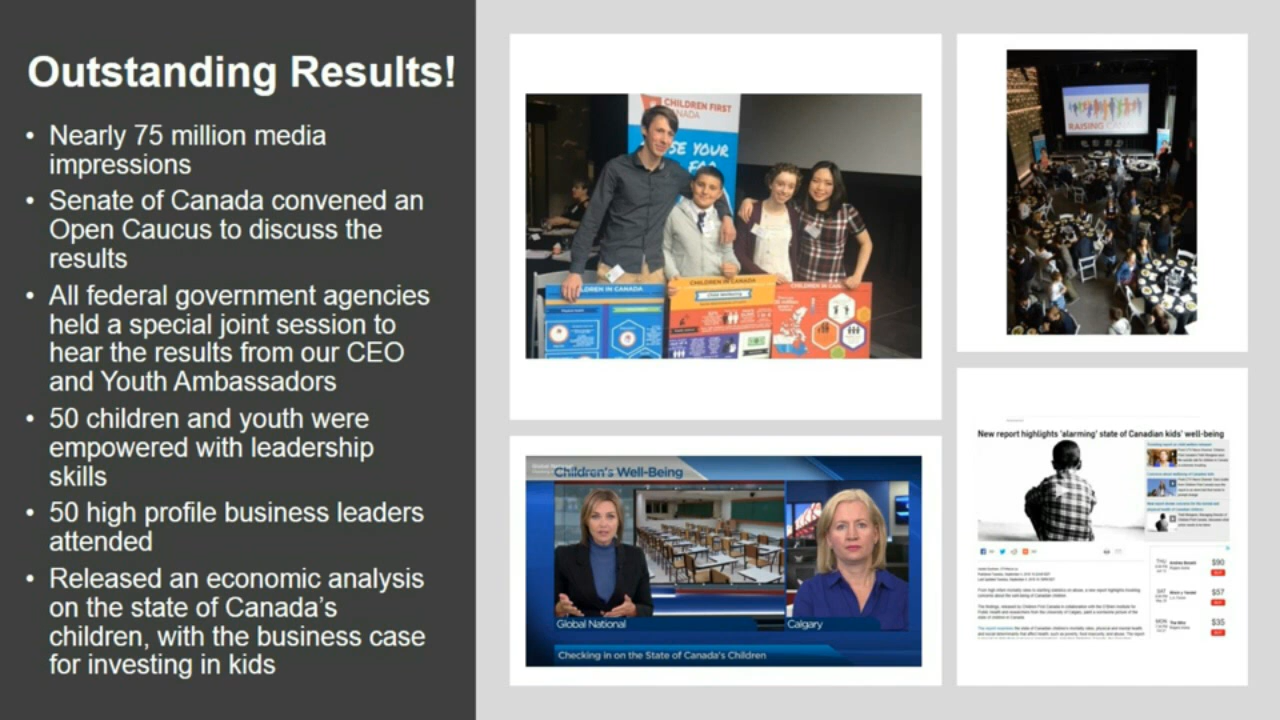 Outstanding Results!
• Nearly 75 million media
impressions
• Senate of Canada convened an
Open Caucus to discuss the
results
• All federal government agencies
held a special joint session to
hear the results from our CEO
and Youth Ambassadors
• 50 children and youth were
empowered with leadership
skills
• 50 high profile business leaders
attended
• Released an economic analysis
on the state of Canada's
children, with the business case
for investing in kids
CHILDREN FIRST
CANADA
FOR
CHILDREN IN CANADA
RAISING
Children's Well-Being
Global National
Calgary
Checking in on the State of Canada's Children
New report highlights 'alarming' state of Canadian kids' well-being
THU
$90
SAT
$57
MON
$35